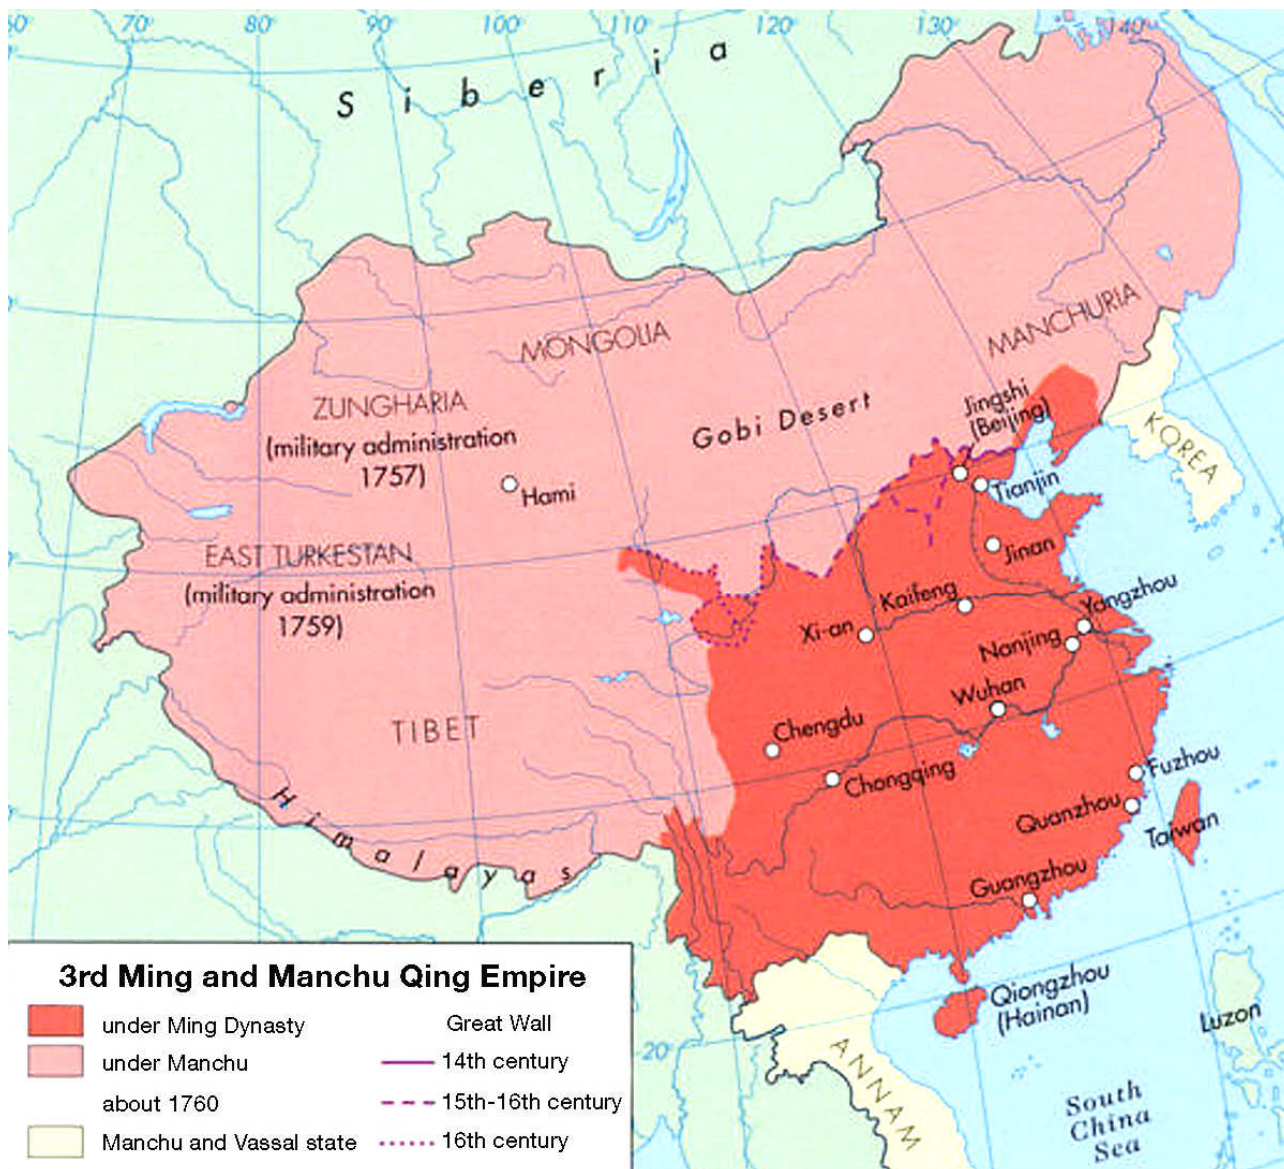 60°
70°
80°
90°
100°
110°
120°
130°
140°
Siberia
MONGOLIA
MANCHURIA
ZUNGHARIA
(military administration
1757)
Gobi Desert
Jingshi
(Beijing)
KOREA
Hami
Tianjin
EAST TURKESTAN
(military administration
1759)
Jinan
Kaifeng
Yangzhou
Xi-an
Nanjing
Wuhan
TIBET
Chengdu
Chongqing
Fuzhou
Quanzhou
Taiwan
Himalayas
Guangzhou
Qiongzhou
(Hainan)
Luzon
20°
ANNAM
South
China
Sea
3rd Ming and Manchu Qing Empire
under Ming Dynasty
under Manchu
about 1760
Manchu and Vassal state
Great Wall
14th century
15th-16th century
16th century